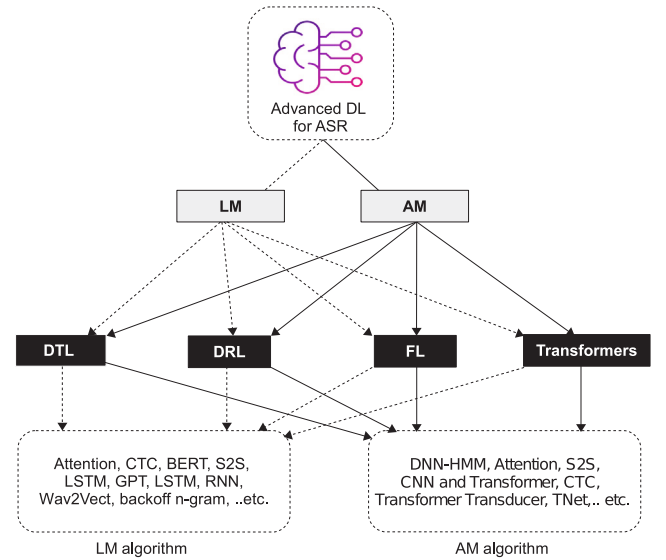 Advanced DL
for ASR
LM
AM
DTL
DRL
FL
Transformers
Attention, CTC, BERT, S2S,
LSTM, GPT, LSTM, RNN,
Wav2Vect, backoff n-gram, ..etc.
DNN-HMM, Attention, S2S,
CNN and Transformer, CTC,
Transformer Transducer, TNet,.. etc.
LM algorithm
AM algorithm